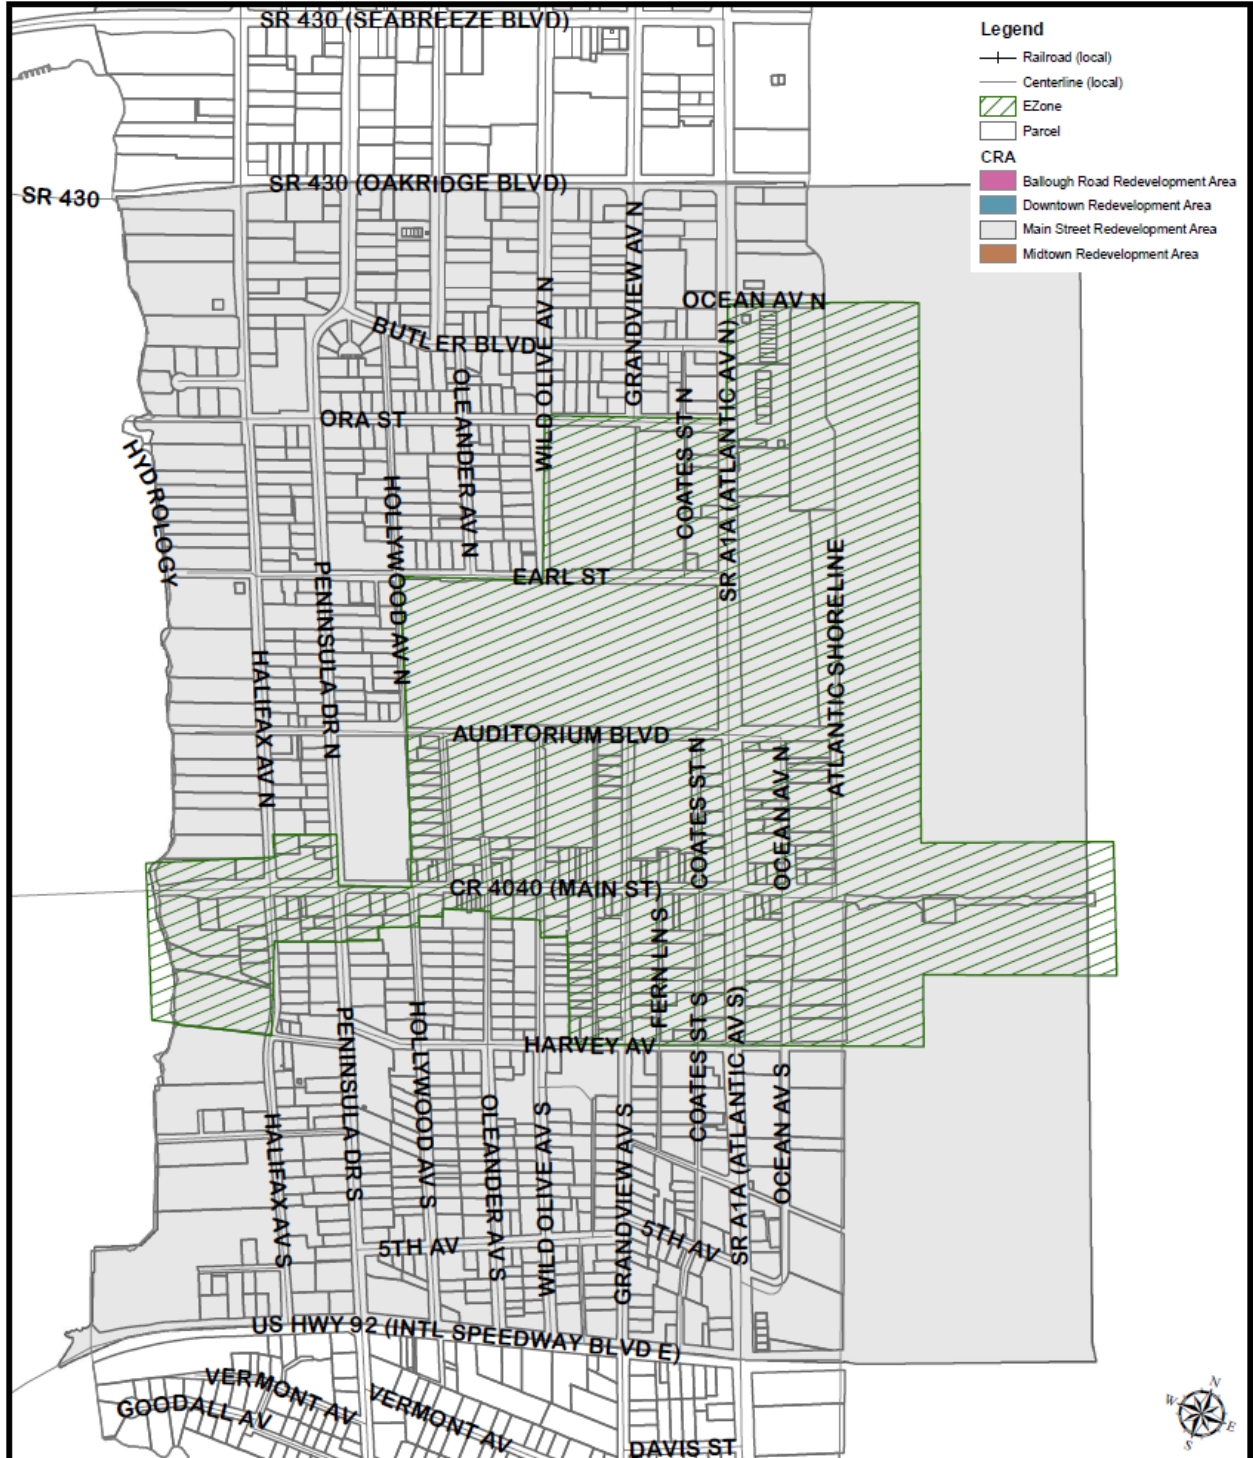 SR 430 (SEABREEZE BLVD)
Legend
Railroad (local)
Centerline (local)
EZone
Parcel
CRA
Ballough Road Redevelopment Area
Downtown Redevelopment Area
Main Street Redevelopment Area
Midtown Redevelopment Area
SR 430
SR 430 (OAKRIDGE BLVD)
GRANDVIEW AV N
OCEAN AV N
WILD OLIVE AV N
BUTLER BLVD
SR A1A (ATLANTIC AV N)
OLEANDER AV N
COATES ST N
ORA ST
HYDROLOGY
HOLLYWOOD AV N
PENINSULA DR N
EARL ST
ATLANTIC SHORELINE
HALIFAX AV N
AUDITORIUM BLVD
COATES ST N
OCEAN AV N
CR 4040 (MAIN ST)
FERN LN S
PENINSULA DR S
HOLLYWOOD AV S
HARVEY AV
COATES ST S
SR A1A (ATLANTIC AV S)
OCEAN AV S
HALIFAX AV S
OLEANDER AV S
WILD OLIVE AV S
GRANDVIEW AV S
5TH AV
5TH AV
US HWY 92 (INTL SPEEDWAY BLVD E)
VERMONT AV
VERMONT AV
GOODALL AV
DAVIS ST
N
W
E
S